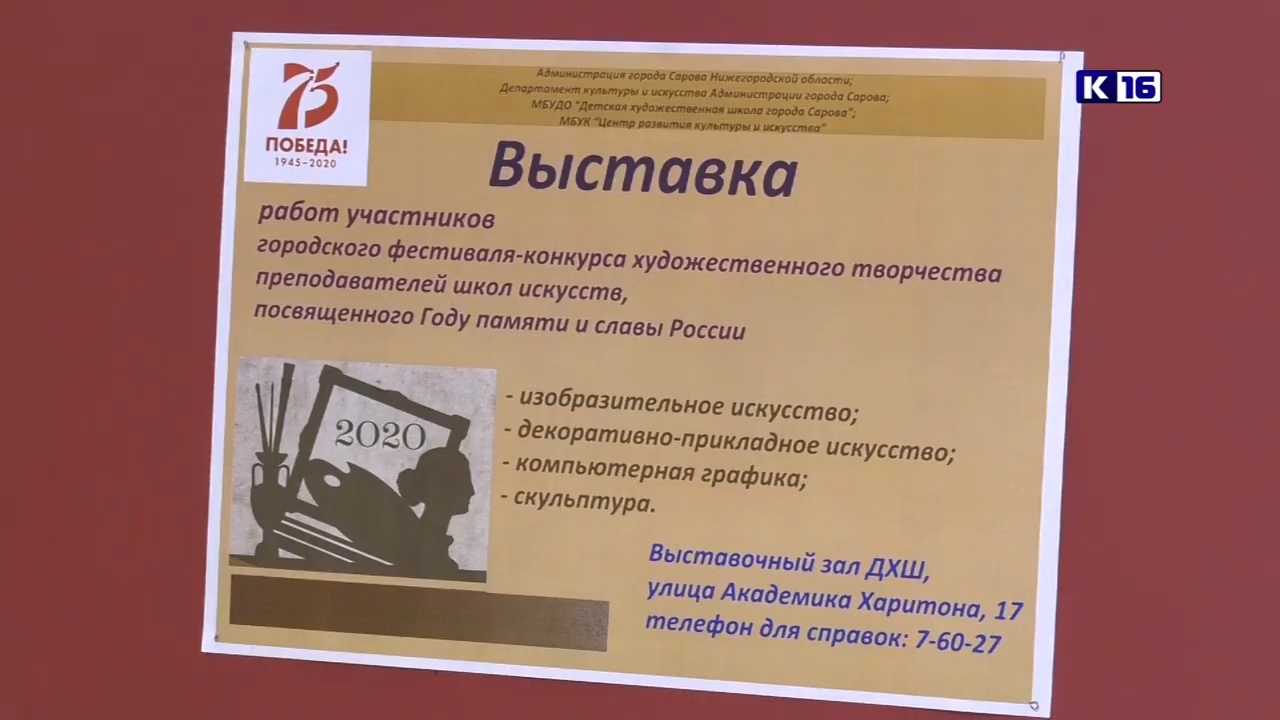 К 16
75
ПОБЕДА!
1945-2020
Администрация города Сарова Нижегородской области;
Департамент культуры и искусства Администрации города Сарова;
МБУДО "Детская художественная школа города Сарова";
МБУК "Центр развития культуры и искусства"
Выставка
работ участников
городского фестиваля-конкурса художественного творчества
преподавателей школ искусств,
посвященного Году памяти и славы России
2020
- изобразительное искусство;
- декоративно-прикладное искусство;
- компьютерная графика;
- скульптура.
Выставочный зал ДХШ,
улица Академика Харитона, 17
телефон для справок: 7-60-27